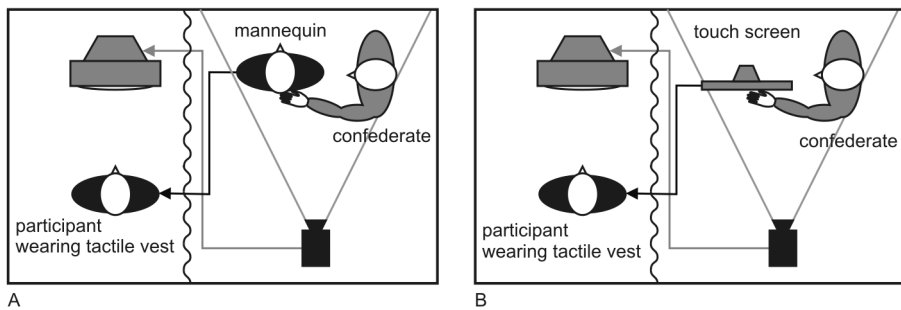 mannequin
confederate
participant
wearing tactile vest
A
touch screen
confederate
participant
wearing tactile vest
B